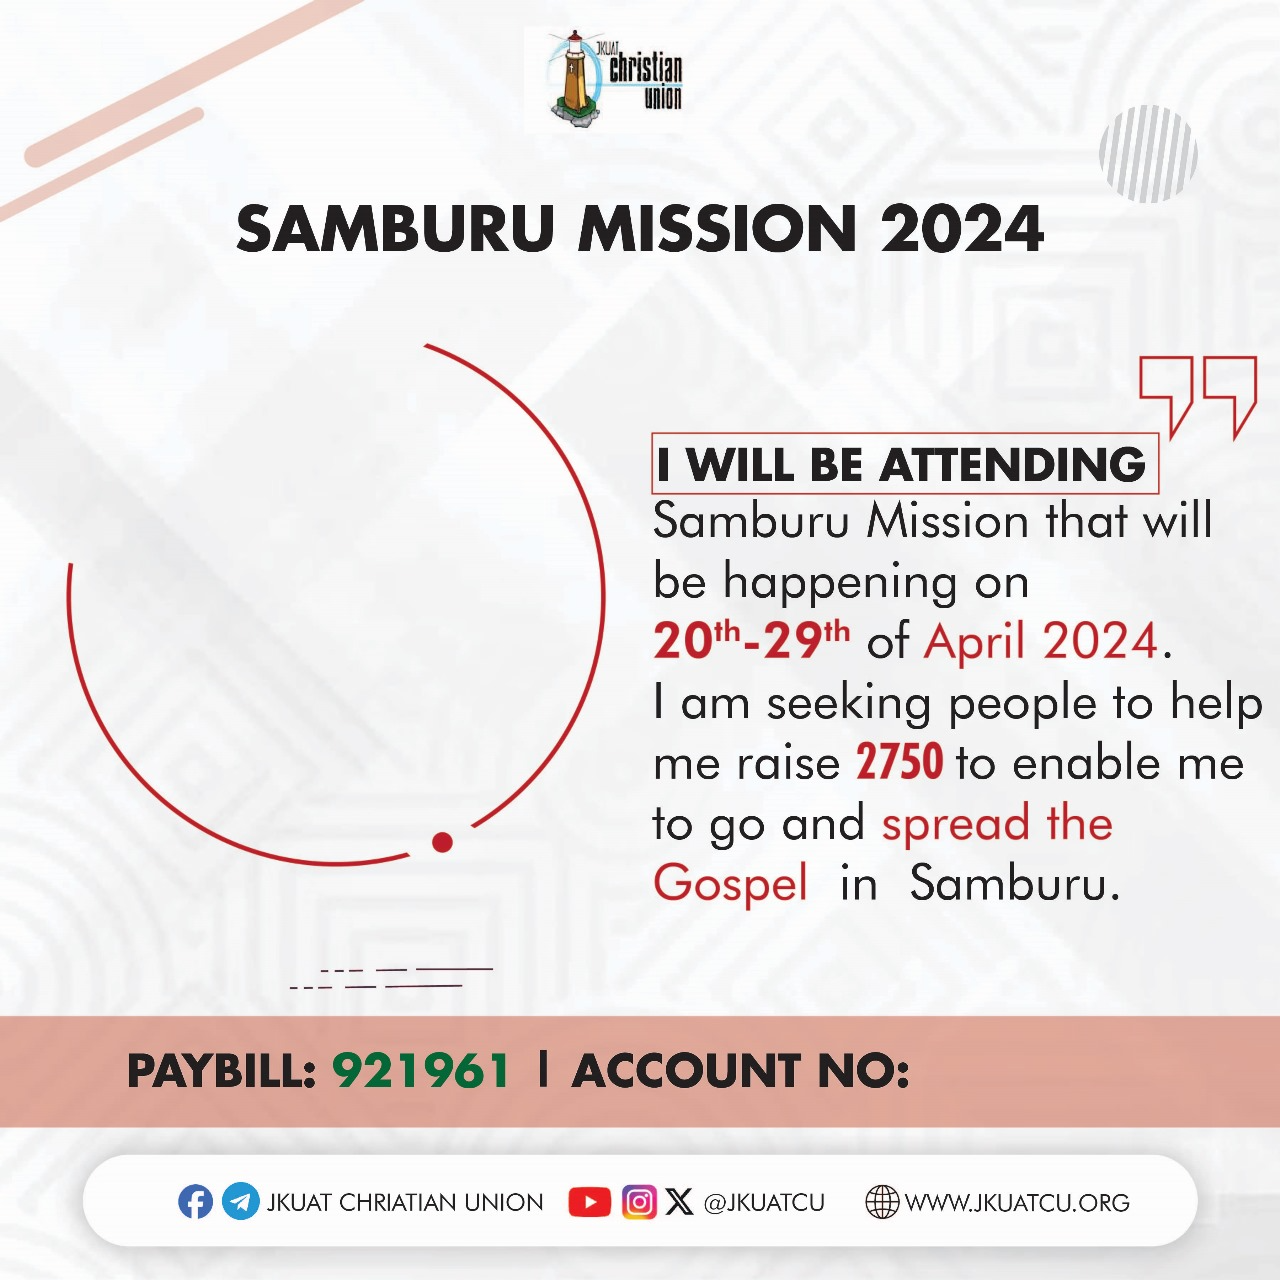 JKUAT
christian
union
SAMBURU MISSION 2024
I WILL BE ATTENDING
Samburu Mission that will
be happening on
20th-29th of April 2024.
I am seeking people to help
me raise 2750 to enable me
to go and spread the
Gospel in Samburu.
PAYBILL: 921961 | ACCOUNT NO:
JKUAT CHRIATIAN UNION @JKUATCU WWW.JKUATCU.ORG